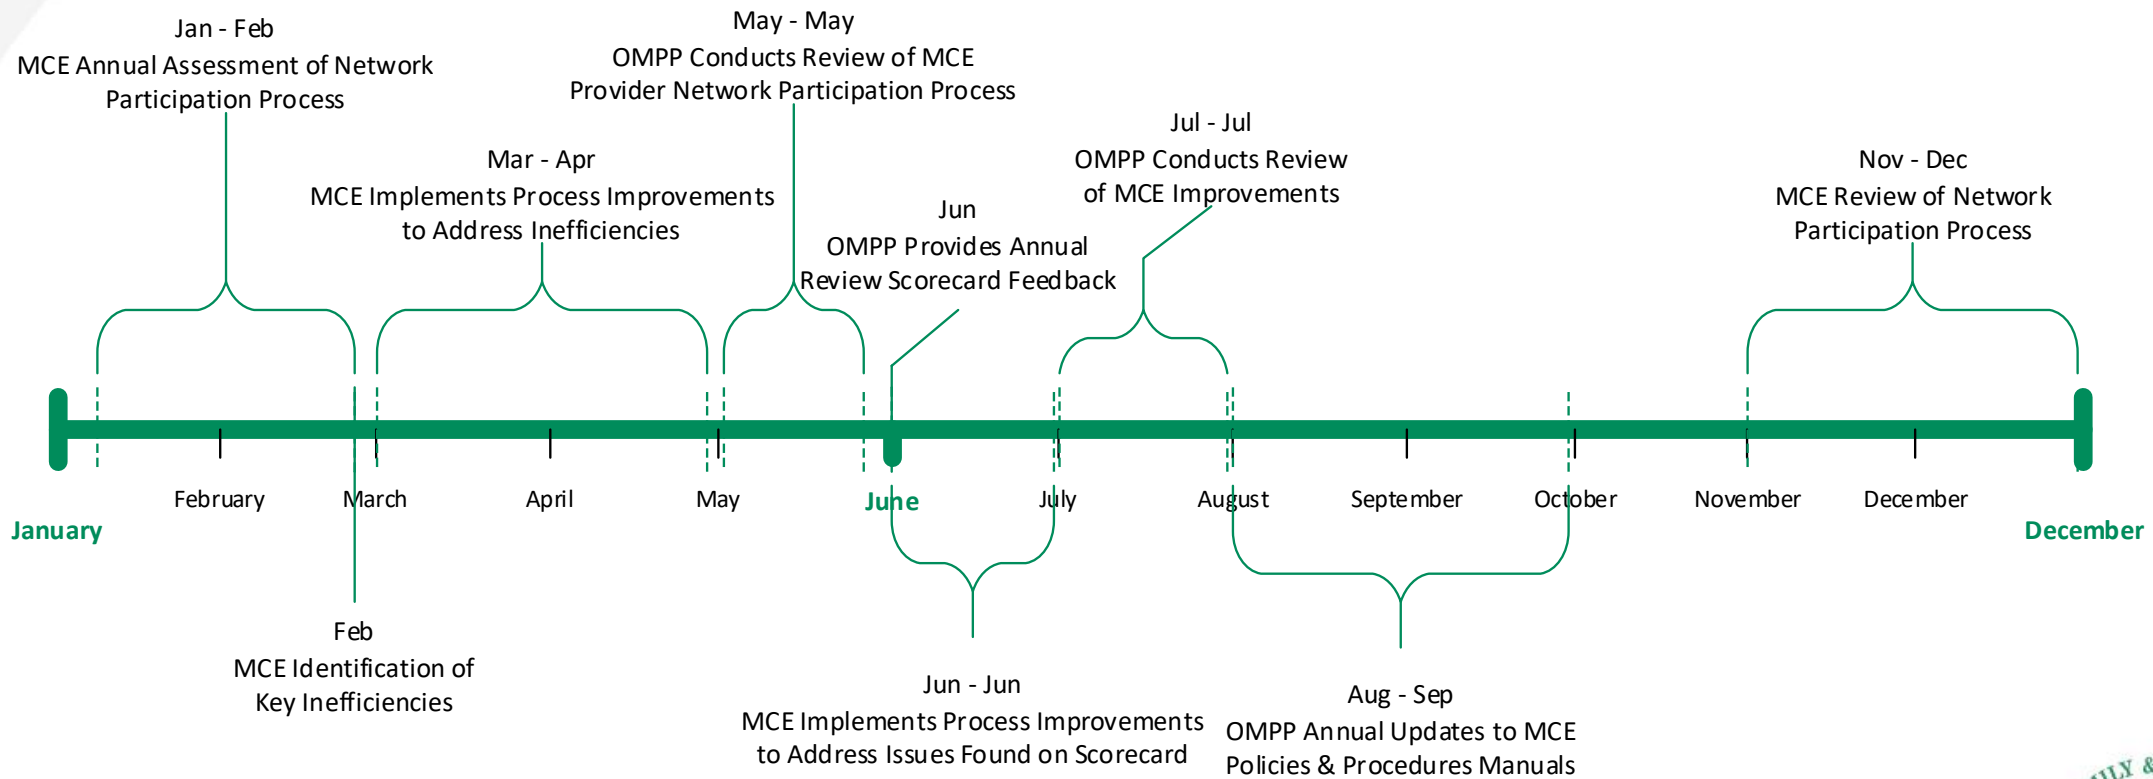 Jan - Feb
MCE Annual Assessment of Network
Participation Process
May - May
OMPP Conducts Review of MCE
Provider Network Participation Process
Mar - Apr
MCE Implements Process Improvements
to Address Inefficiencies
Jun
OMPP Provides Annual
Review Scorecard Feedback
Jul - Jul
OMPP Conducts Review
of MCE Improvements
Nov - Dec
MCE Review of Network
Participation Process
January
February
March
April
May
June
July
August
September
October
November
December
December
Feb
MCE Identification of
Key Inefficiencies
Jun - Jun
MCE Implements Process Improvements
to Address Issues Found on Scorecard
Aug - Sep
OMPP Annual Updates to MCE
Policies & Procedures Manuals